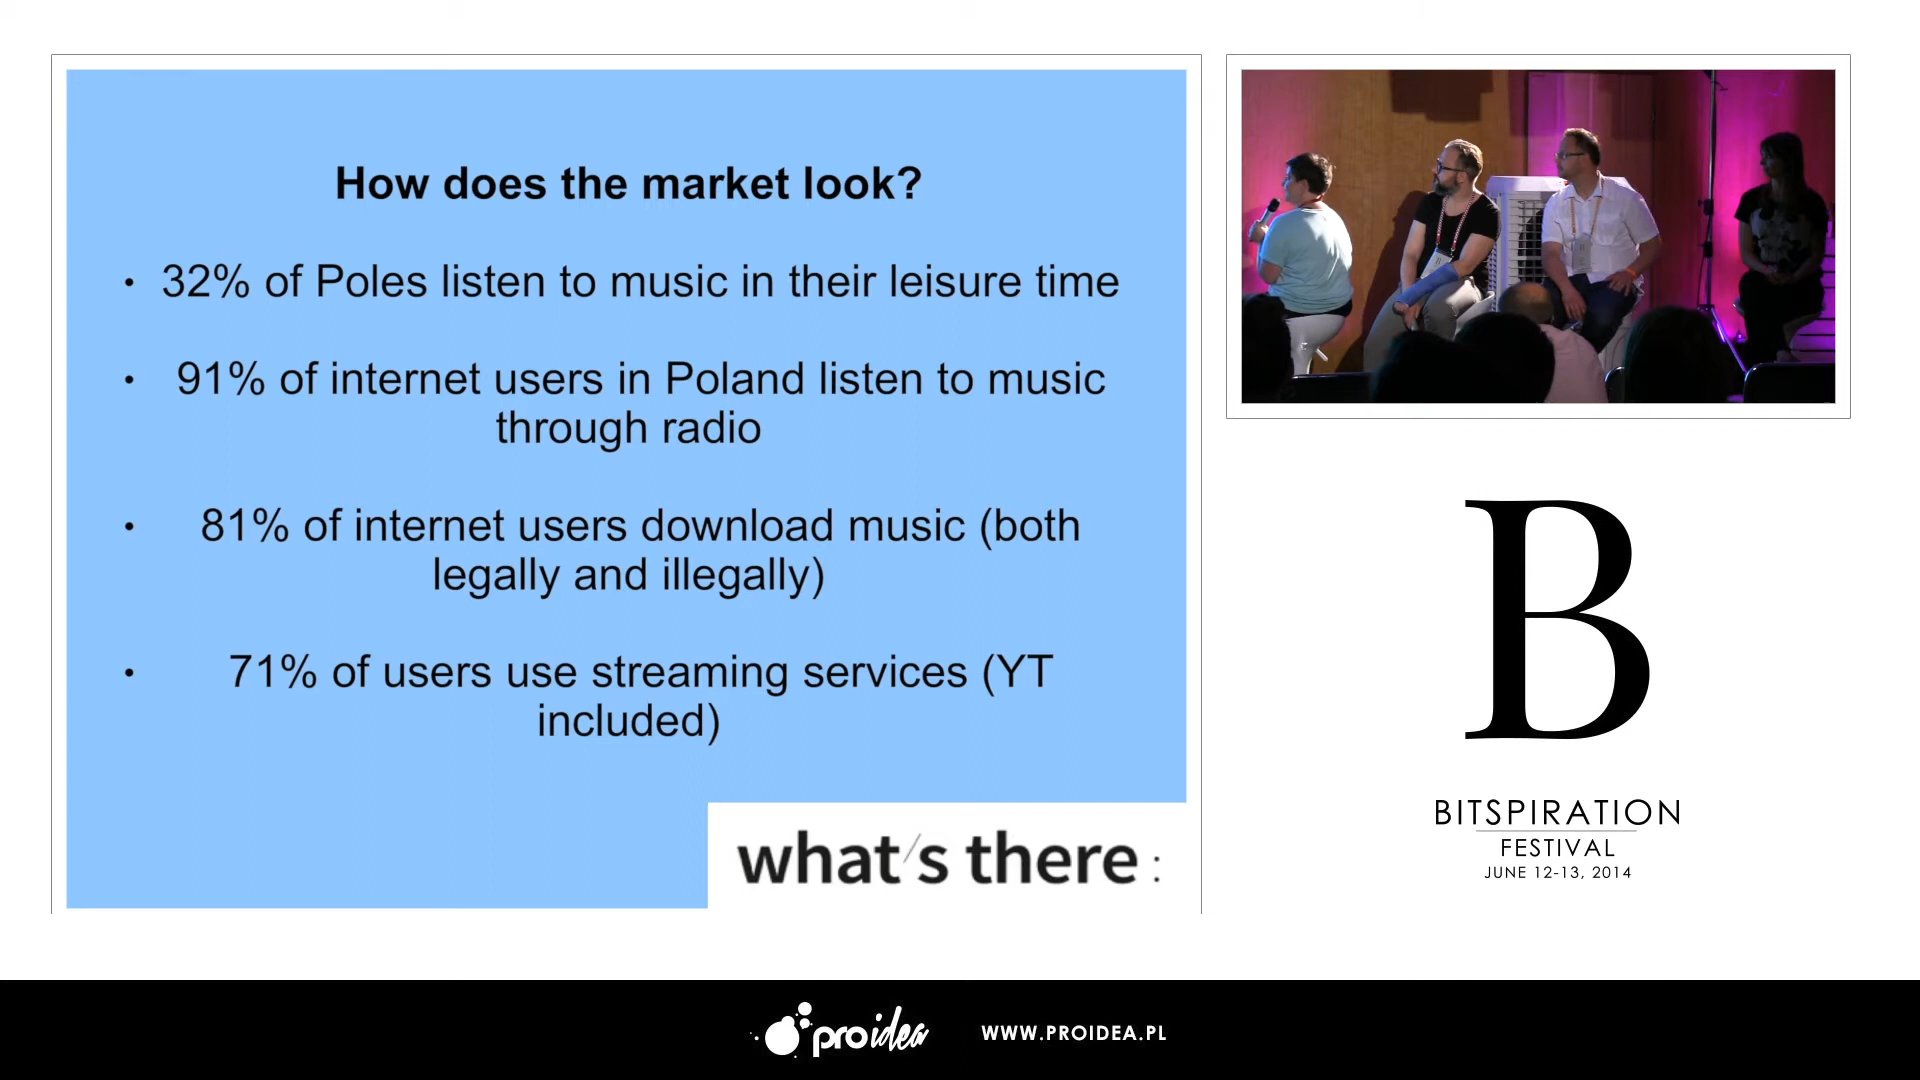 How does the market look?
• 32% of Poles listen to music in their leisure time
• 91% of internet users in Poland listen to music
through radio
• 81% of internet users download music (both
legally and illegally)
• 71% of users use streaming services (YT
included)
what's there :
B
BITSPIRATION
FESTIVAL
JUNE 12-13, 2014
proidea
WWW.PROIDEA.PL